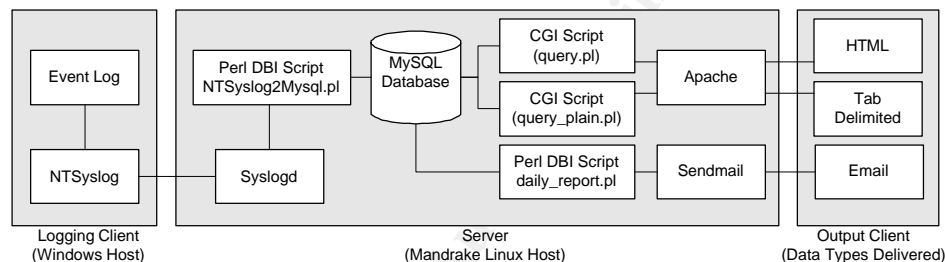 Event Log
NTSyslog
Logging Client
(Windows Host)
Perl DBI Script
NTSyslog2Mysql.pl
Syslogd
MySQL
Database
CGI Script
(query.pl)
CGI Script
(query_plain.pl)
Perl DBI Script
daily_report.pl
Apache
Sendmail
Server
(Mandrake Linux Host)
HTML
Tab
Delimited
Email
Output Client
(Data Types Delivered)